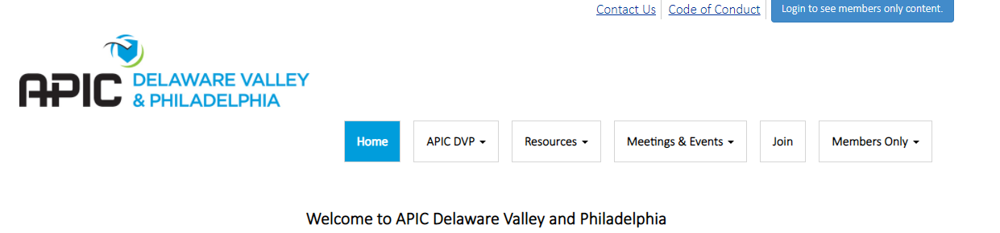 Contact Us Code of Conduct Login to see members only content.
APIC DELAWARE VALLEY
& PHILADELPHIA
Home APIC DVP Resources Meetings & Events Join Members Only
Welcome to APIC Delaware Valley and Philadelphia